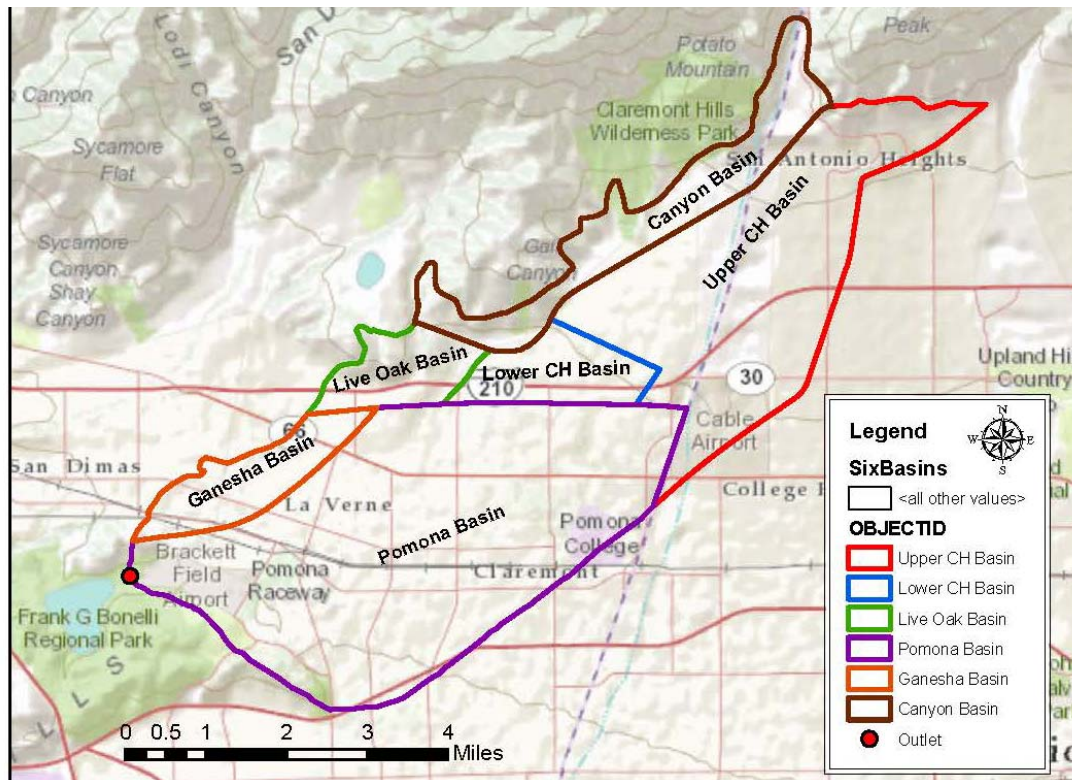 Lodi Canyon
San D
n Canyon
Sycamore
Flat
Sycamore
Canyon
Shay
Canyon
Potato
Mountain
Peak
Claremont Hills
Wilderness Park
San Antonio Heights
Canyon Basin
Upper CH Basin
Gail
Canyon
Live Oak Basin
Lower CH Basin
210
30
Upland Hi
Country
Cable
Airport
66
Ganesha Basin
San Dimas
La Verne
College H
Pomona Basin
Pomona
College
Claremont
Brackett
Field
Airport
Pomona
Raceway
Frank G Bonelli
Regional Park
L L S
0 0.5 1 2 3 4
Miles
Legend
N
W E
S
SixBasins
<all other values>
OBJECTID
Upper CH Basin
Lower CH Basin
Live Oak Basin
Pomona Basin
Ganesha Basin
Canyon Basin
Outlet